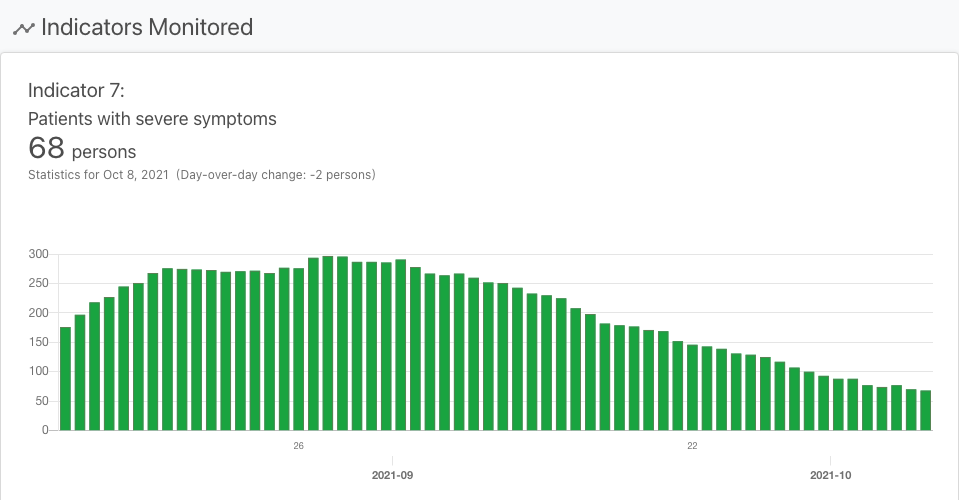 Indicators Monitored
Indicator 7:
Patients with severe symptoms
68 persons
Statistics for Oct 8, 2021 (Day-over-day change: -2 persons)
300
250
200
150
100
50
0
26
22
2021-09
2021-10